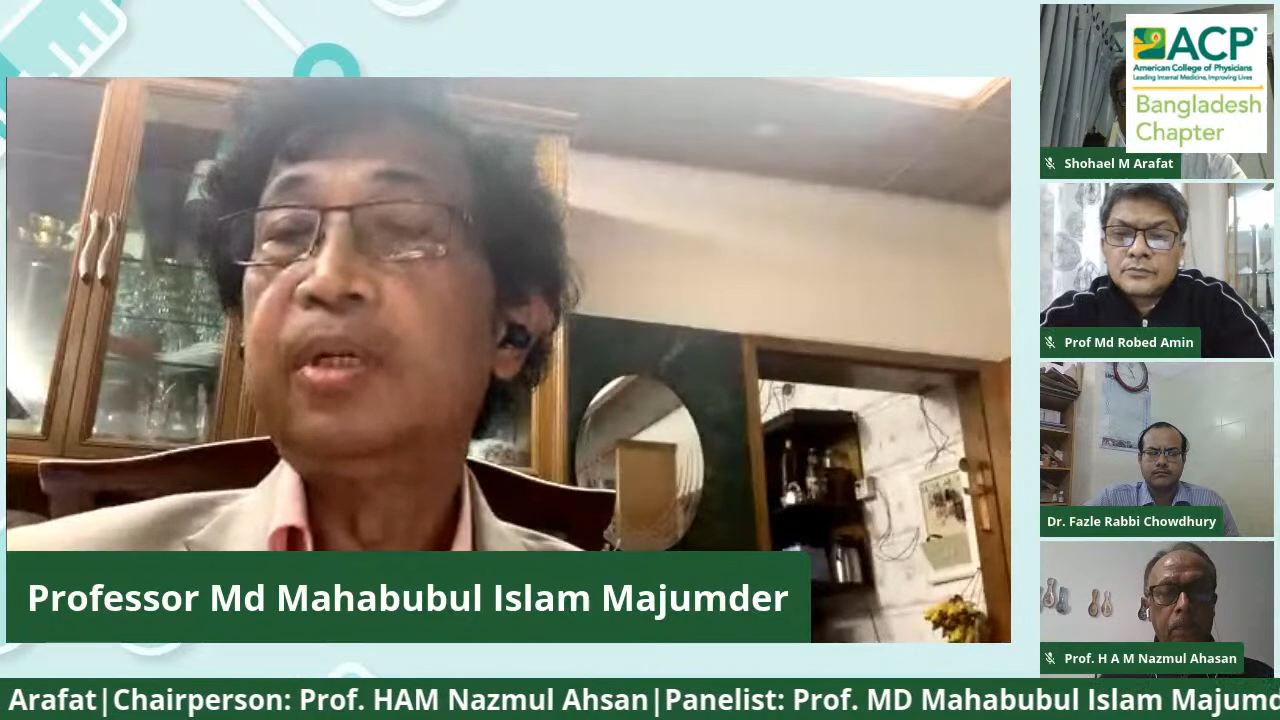 ACP
American College of Physicians
Leading Internal Medicine, Improving Lives
Bangladesh
Chapter
Shohael M Arafat
Prof Md Robed Amin
Dr. Fazle Rabbi Chowdhury
Prof. H A M Nazmul Ahasan
Professor Md Mahabubul Islam Majumder
Arafat|Chairperson: Prof. HAM Nazmul Ahsan|Panelist: Prof. MD Mahabubul Islam Majumd